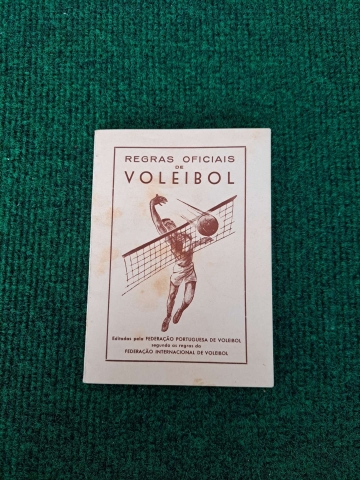 REGRAS OFICIAIS
DE
VOLEIBOL
Editadas pela FEDERAÇÃO PORTUGUESA DE VOLEIBOL
segundo as regras da
FEDERAÇÃO INTERNACIONAL DE VOLEIBOL